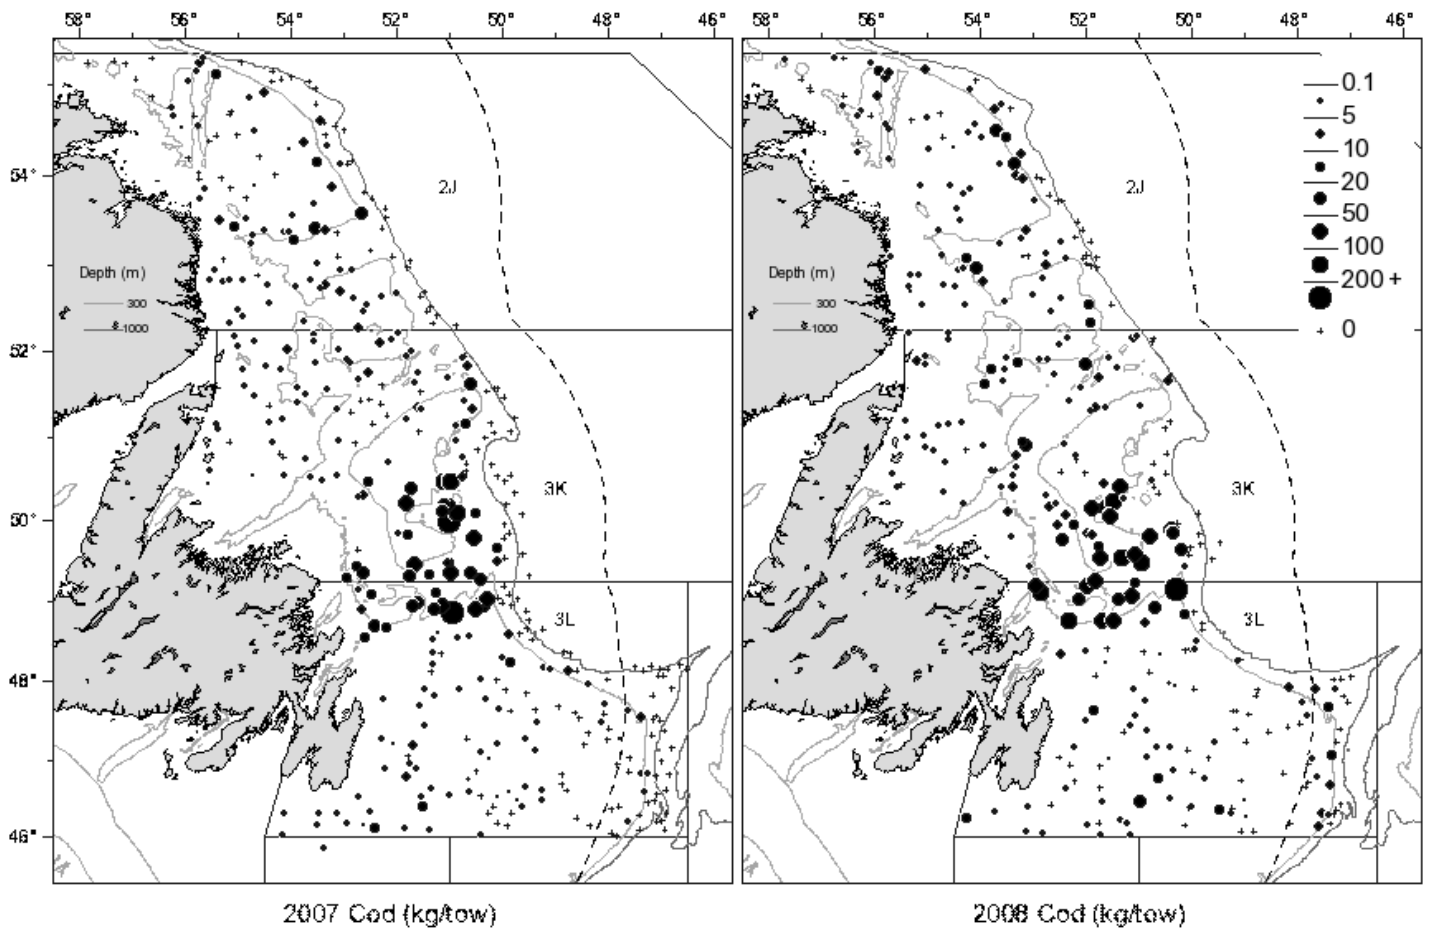 58° 56° 54° 52° 50° 48° 46° 58° 56° 54° 52° 50° 48° 46°
0.1
5
10
20
50
100
200 +
0
54°
52°
50°
48°
46°
2J
3K
3L
Depth (m)
300
1000
2J
3K
3L
Depth (m)
300
1000
2007 Cod (kg/tow)
2008 Cod (kg/tow)